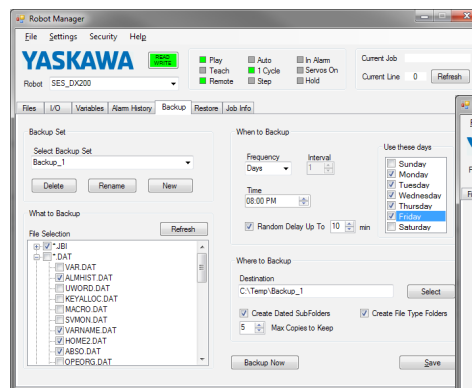 Robot Manager
File Settings Security Help
YASKAWA
READ
WRITE
Robot SES_DX200
Play Auto In Alarm
Teach 1 Cycle Servos On
Remote Step Hold
Current Job
Current Line 0 Refresh
Files I/O Variables Alarm History Backup Restore Job Info
Backup Set
Select Backup Set
Backup_1
Delete Rename New
What to Backup
File Selection
Refresh
*.JBI
*.DAT
VAR.DAT
ALMHIST.DAT
UWORD.DAT
KEYALLOC.DAT
MACRO.DAT
SVMON.DAT
VARNAME.DAT
HOME2.DAT
ABSO.DAT
OPEORG.DAT
When to Backup
Frequency Interval
Days 1
Time
08:00 PM
Random Delay Up To 10 min
Use these days
Sunday
Monday
Tuesday
Wednesday
Thursday
Friday
Saturday
Where to Backup
Destination
C:\Temp\Backup_1 Select
Create Dated SubFolders Create File Type Folders
5 Max Copies to Keep
Backup Now Save